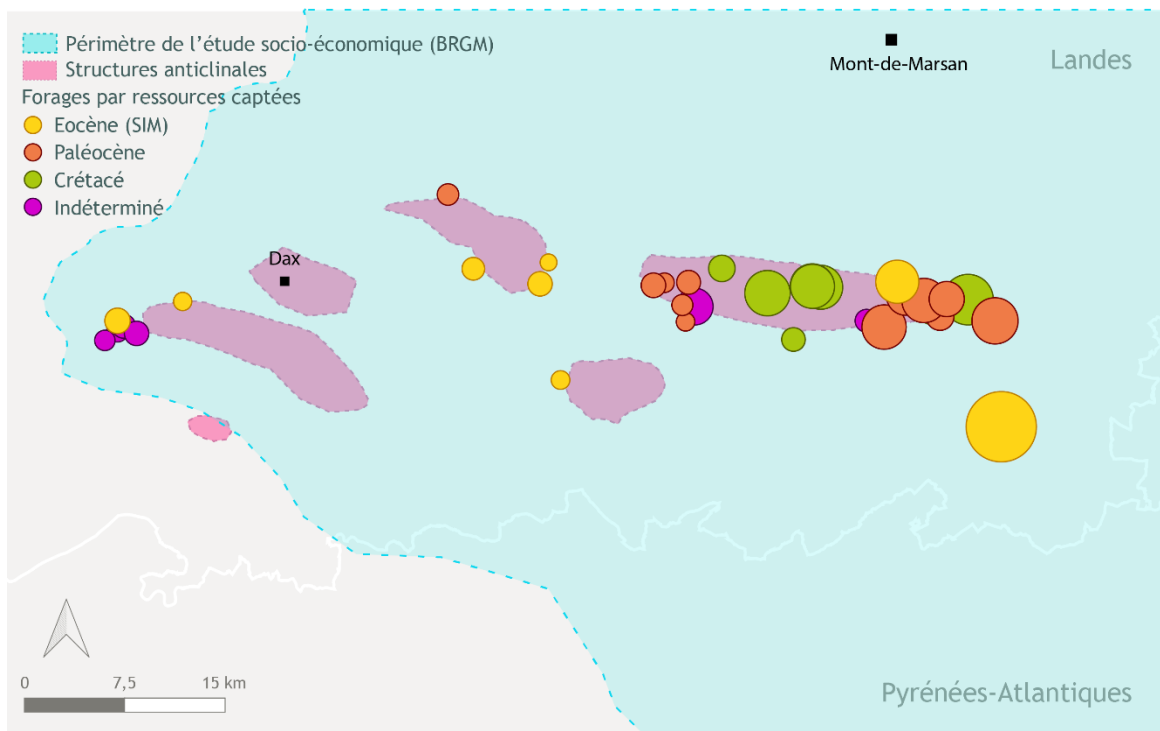 Périmètre de l'étude socio-économique (BRGM)
Structures anticlinales
Forages par ressources captées
Eocène (SIM)
Paléocène
Crétacé
Indéterminé
Mont-de-Marsan
Landes
Dax
0 7,5 15 km
Pyrénées-Atlantiques